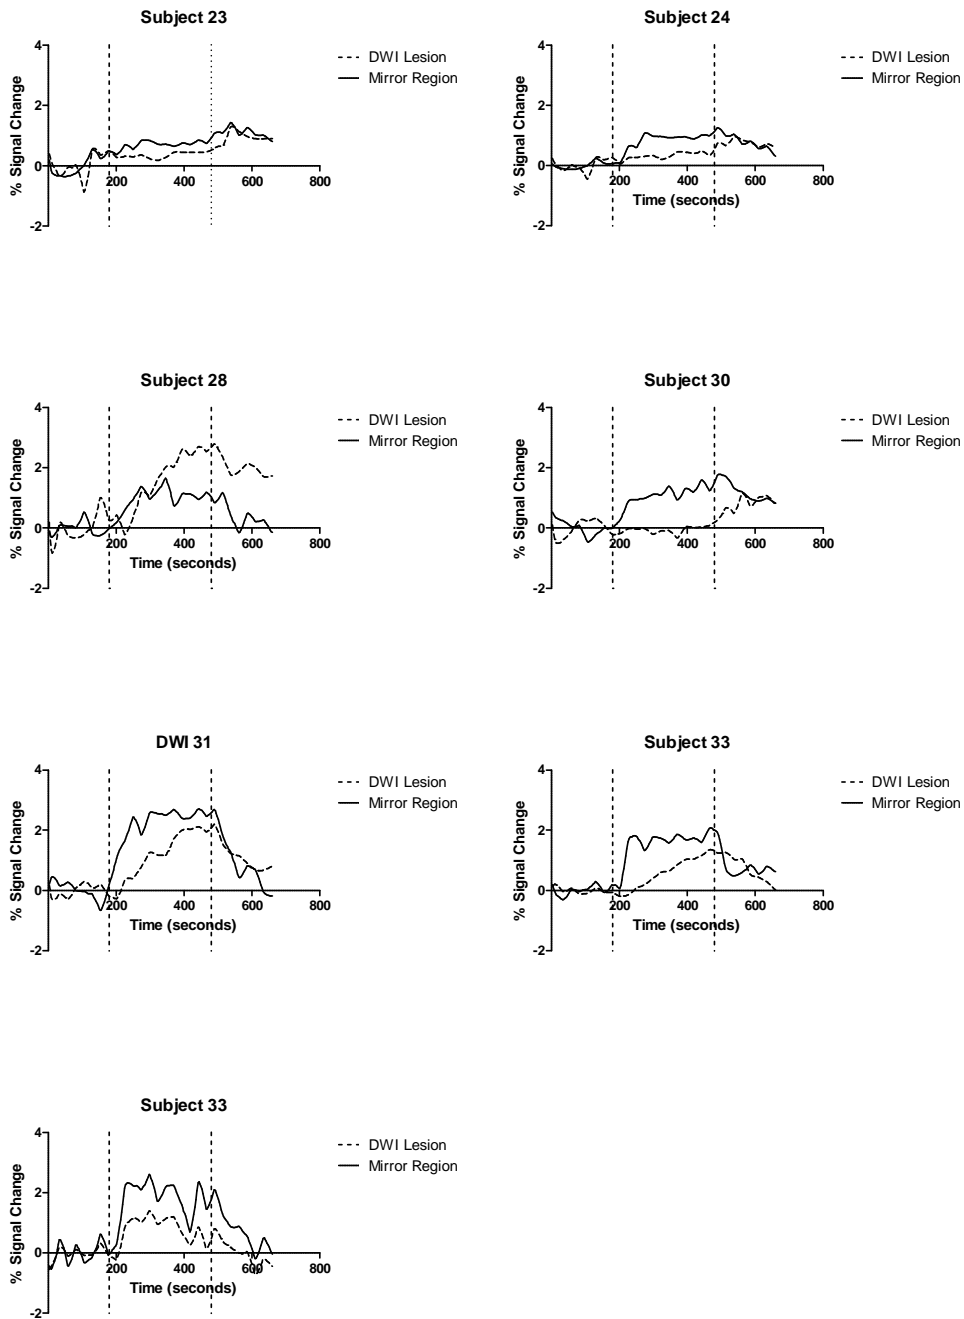 Subject 23
% Signal Change
4
2
0
-2
200
400
600
800
DWI Lesion
Mirror Region
Subject 24
% Signal Change
4
2
0
-2
200
400
600
800
Time (seconds)
DWI Lesion
Mirror Region
Subject 28
% Signal Change
4
2
0
-2
200
400
600
800
Time (seconds)
DWI Lesion
Mirror Region
Subject 30
% Signal Change
4
2
0
-2
200
400
600
800
DWI Lesion
Mirror Region
DWI 31
% Signal Change
4
2
0
-2
200
400
600
800
Time (seconds)
DWI Lesion
Mirror Region
Subject 33
% Signal Change
4
2
0
-2
200
400
600
800
Time (seconds)
DWI Lesion
Mirror Region
Subject 33
% Signal Change
4
2
0
-2
200
400
600
800
Time (seconds)
DWI Lesion
Mirror Region